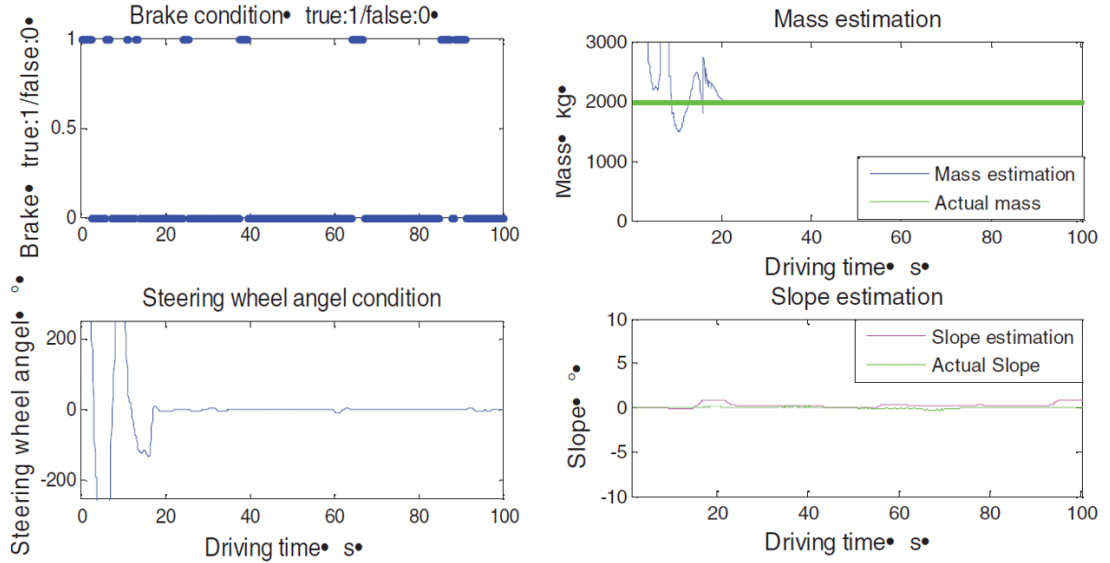 Brake condition• true:1/false:0•
Brake• true:1/false:0•
1
0.5
0
0 20 40 60 80 100
Mass estimation
Mass• kg•
3000
2000
1000
0
Mass estimation
Actual mass
20 40 60 80 100
Driving time• s•
Steering wheel angel condition
Steering wheel angel• °•
200
0
-200
0 20 40 60 80 100
Driving time• s•
Slope estimation
Slope• °•
10
5
0
-5
-10
Slope estimation
Actual Slope
20 40 60 80 100
Driving time• s•